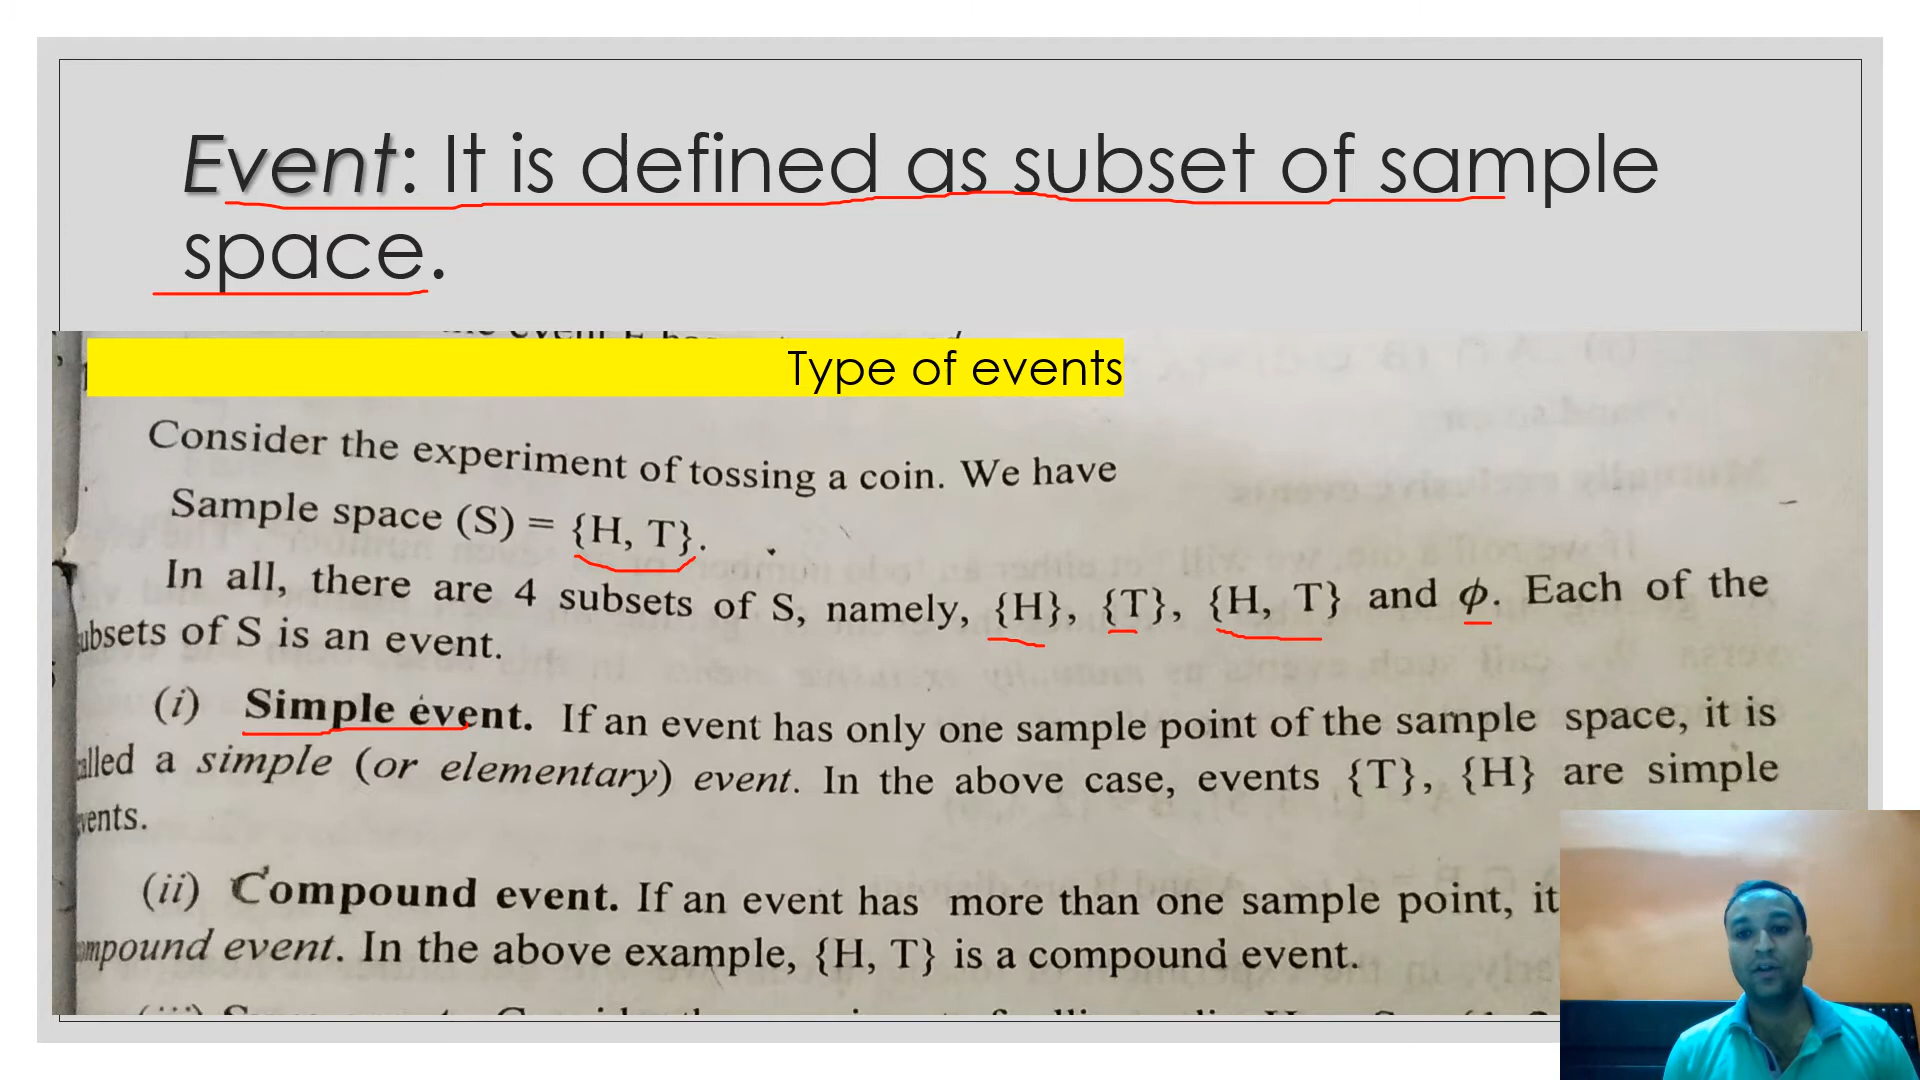 Event: It is defined as subset of sample
space.
Type of events
Consider the experiment of tossing a coin. We have
Sample space (S) = {H, T}.
In all, there are 4 subsets of S, namely, {H}, {T}, {H, T} and ϕ. Each of the
ubsets of S is an event.
(i) Simple event. If an event has only one sample point of the sample space, it is
alled a simple (or elementary) event. In the above case, events {T}, {H} are simple
vents.
(ii) Compound event. If an event has more than one sample point, it
mpound event. In the above example, {H, T} is a compound event.